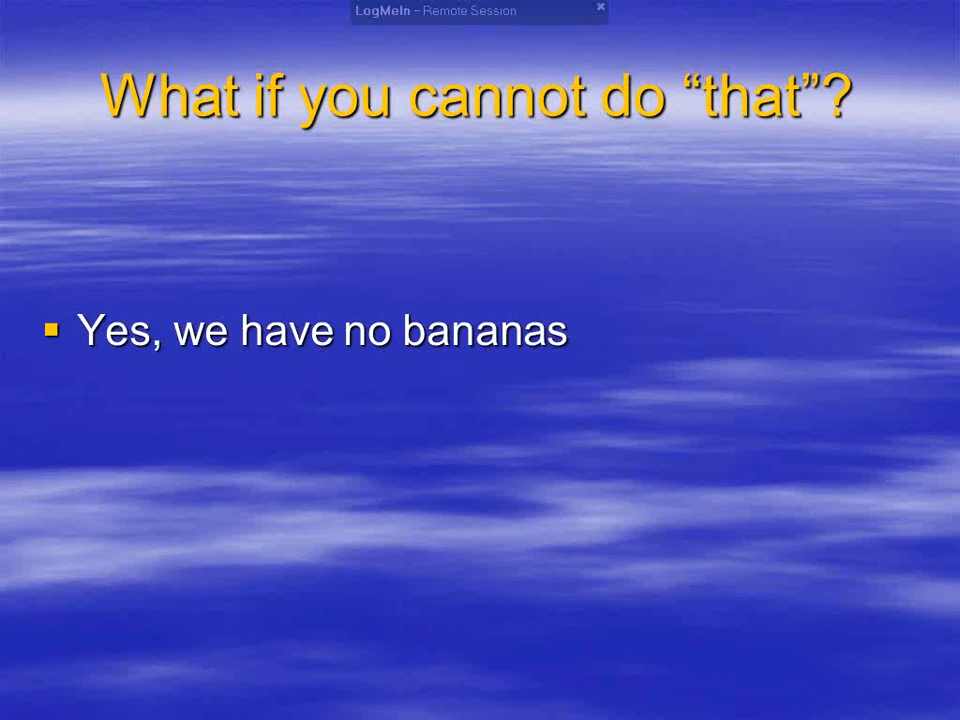 LogMeIn - Remote Session
What if you cannot do “that”?
Yes, we have no bananas